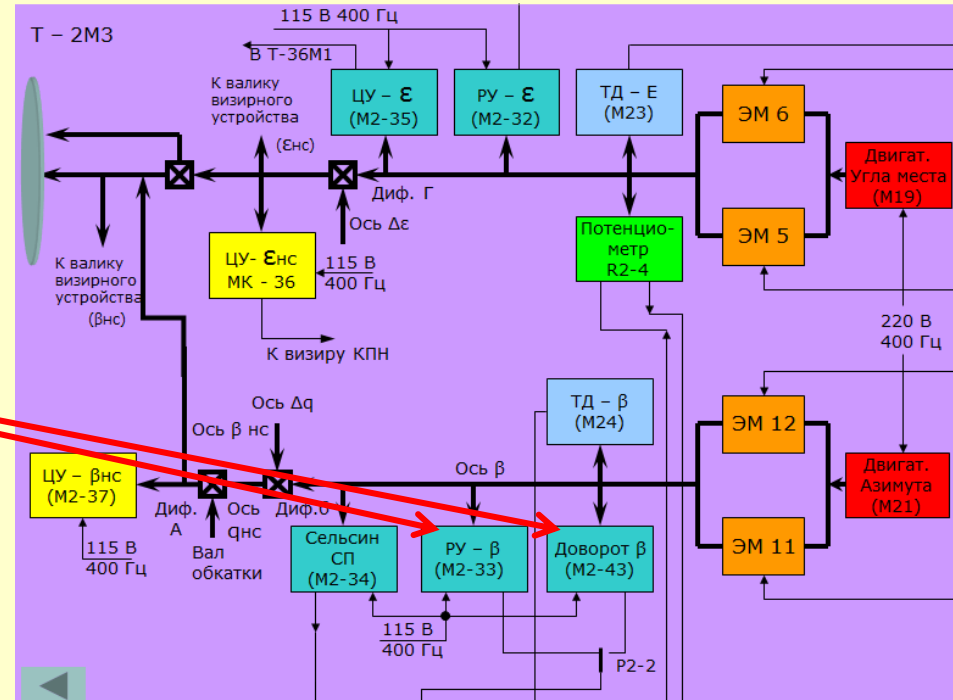 Т – 2М3
115 В 400 Гц
В Т-36М1
К валику
визирного
устройства
(Ɛнс)
ЦУ – Ɛ
(М2-35)
РУ – Ɛ
(М2-32)
ТД – Е
(М23)
ЭМ 6
Двигат.
Угла места
(М19)
ЭМ 5
Диф. Г
Ось Δε
Потенцио-
метр
R2-4
К валику
визирного
устройства
(βнс)
ЦУ- Ɛнс
МК - 36
115 В
400 Гц
К визиру КПН
220 В
400 Гц
Ось Δq
Ось β нс
ТД – β
(М24)
ЭМ 12
ЦУ – βнс
(М2-37)
Ось β
Двигат.
Азимута
(М21)
Диф.
А
Ось
qнс
Диф.б
115 В
400 Гц
Вал
обкатки
Сельсин
СП
(М2-34)
РУ – β
(М2-33)
Доворот β
(М2-43)
ЭМ 11
115 В
400 Гц
Р2-2